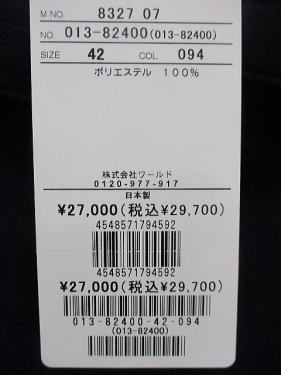 M NO 8327 07
NO. 013-82400(013-82400)
SIZE 42 COL 094
ポリエステル 100%
株式会社ワールド
0120-977-917
日本製
¥27,000(税込¥29,700)
4548571794592
4548571794592
¥27,000(税込¥29,700)
013-82400-42-094
(013-82400)